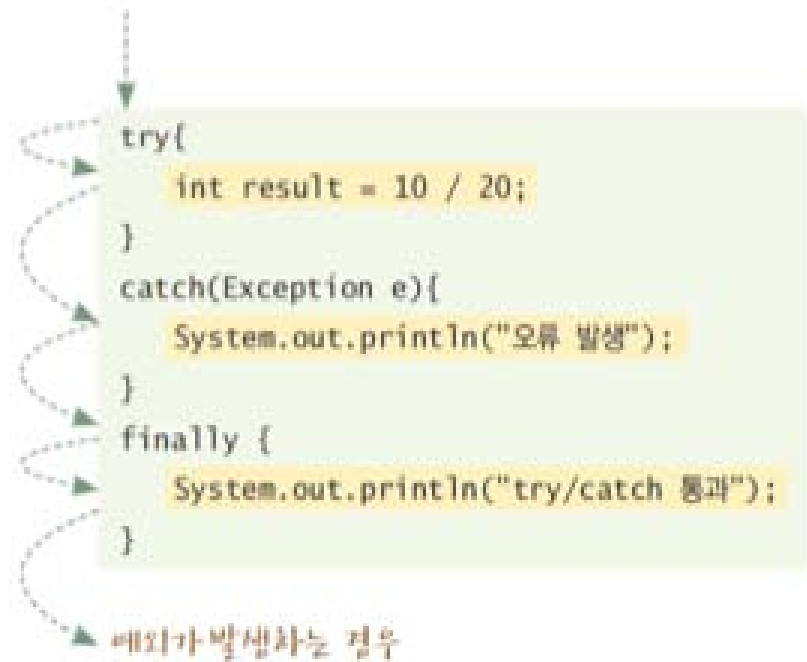 try{
int result = 10 / 20;
}
catch(Exception e){
System.out.println("오류 발생");
}
finally {
System.out.println("try/catch 통과");
}
예외가 발생하는 경우